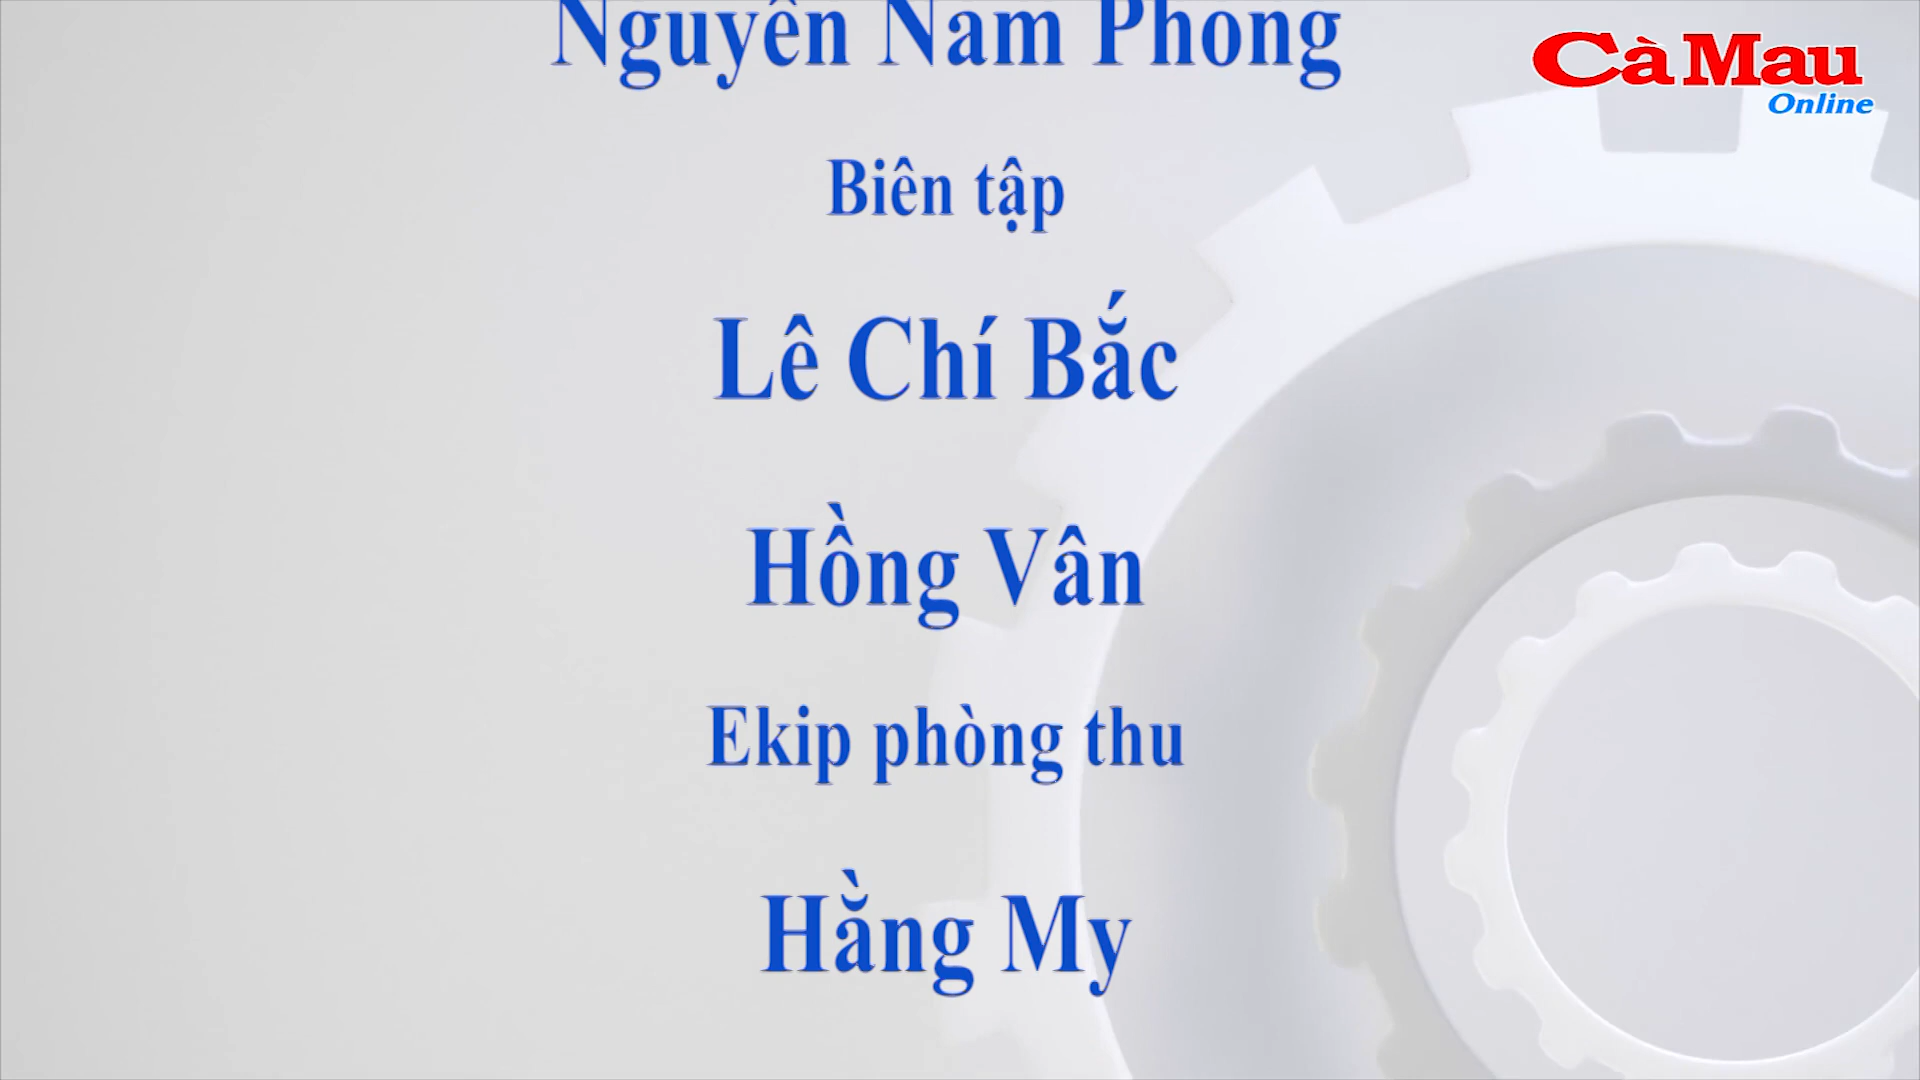 Nguyễn Nam Phong
Cà Mau
Online
Biên tập
Lê Chí Bắc
Hồng Vân
Ekip phòng thu
Hằng My